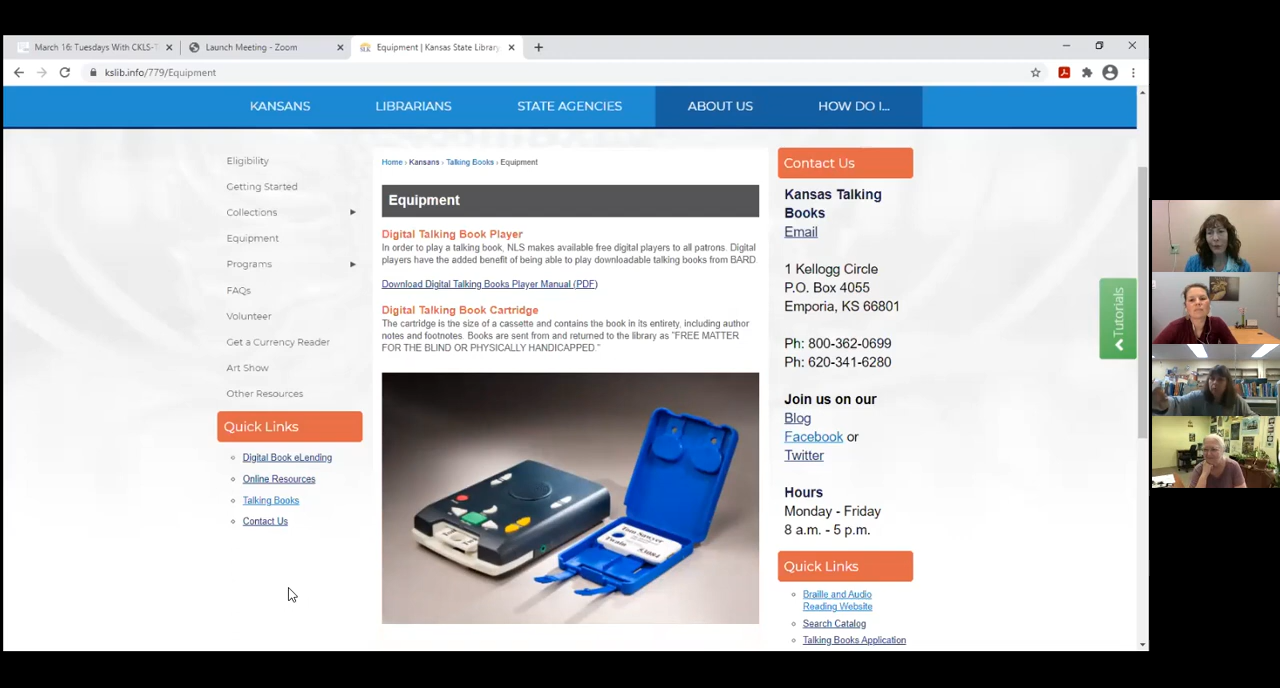 March 16: Tuesdays With CKLS-T
Launch Meeting - Zoom
Equipment | Kansas State Library
kslib.info/779/Equipment
KANSANS
LIBRARIANS
STATE AGENCIES
ABOUT US
HOW DO I...
Eligibility
Getting Started
Collections
Equipment
Programs
FAQs
Volunteer
Get a Currency Reader
Art Show
Other Resources
Quick Links
Digital Book eLending
Online Resources
Talking Books
Contact Us
Home › Kansans › Talking Books › Equipment
Equipment
Digital Talking Book Player
In order to play a talking book, NLS makes available free digital players to all patrons. Digital
players have the added benefit of being able to play downloadable talking books from BARD.
Download Digital Talking Books Player Manual (PDF)
Digital Talking Book Cartridge
The cartridge is the size of a cassette and contains the book in its entirety, including author
notes and footnotes. Books are sent from and returned to the library as "FREE MATTER
FOR THE BLIND OR PHYSICALLY HANDICAPPED."
Tom Sawyer
Twain
Contact Us
Kansas Talking
Books
Email
1 Kellogg Circle
P.O. Box 4055
Emporia, KS 66801
Ph: 800-362-0699
Ph: 620-341-6280
Join us on our
Blog
Facebook or
Twitter
Hours
Monday - Friday
8 a.m. - 5 p.m.
Quick Links
Braille and Audio
Reading Website
Search Catalog
Talking Books Application
Tutorials